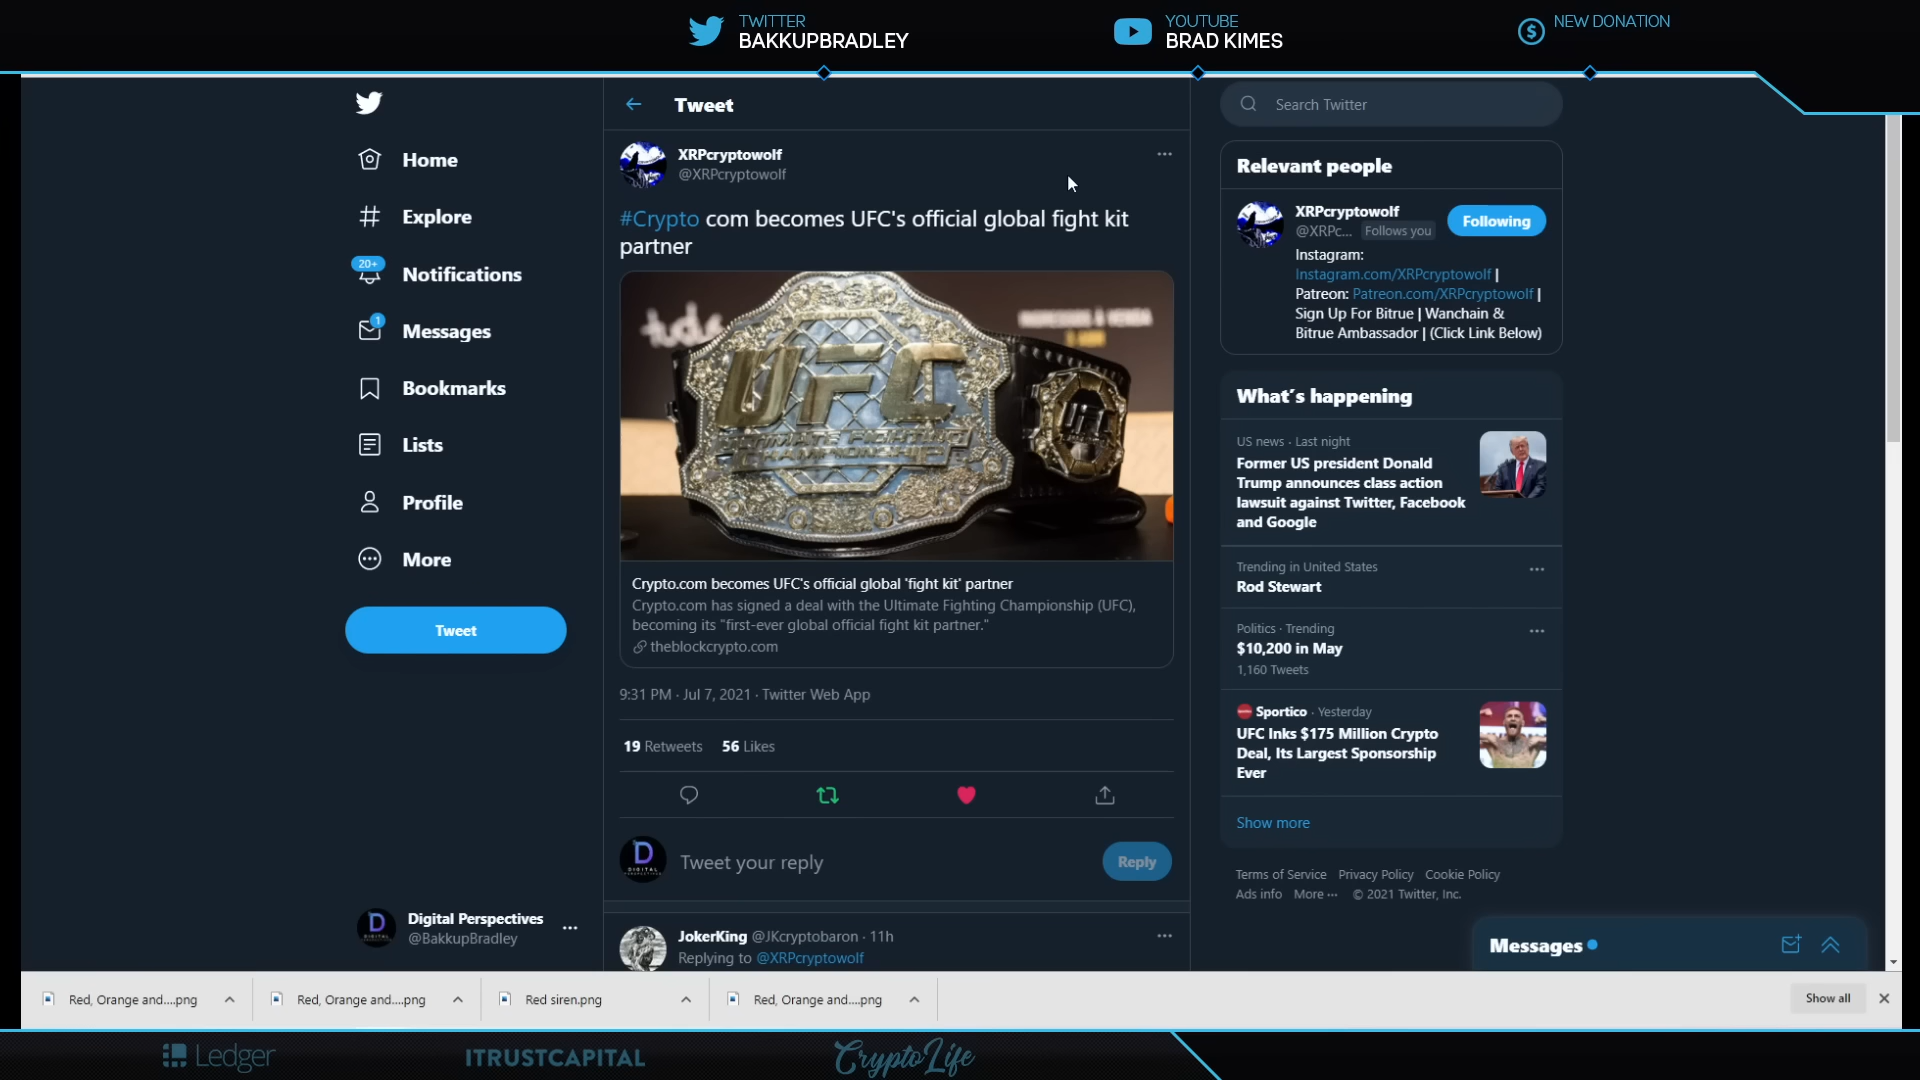 TWITTER
BAKKUPBRADLEY
YOUTUBE
BRAD KIMES
NEW DONATION
Home
Explore
20+
Notifications
1
Messages
Bookmarks
Lists
Profile
More
Tweet
Digital Perspectives
@BakkupBradley
Tweet
XRPcryptowolf
@XRPcryptowolf
#Crypto com becomes UFC's official global fight kit
partner
UFC
ULTIMATE FIGHTING
CHAMPIONSHIP
UFC
Crypto.com becomes UFC's official global 'fight kit' partner
Crypto.com has signed a deal with the Ultimate Fighting Championship (UFC),
becoming its "first-ever global official fight kit partner."
theblockcrypto.com
9:31 PM · Jul 7, 2021 · Twitter Web App
19 Retweets 56 Likes
DIGITAL
Tweet your reply
Reply
JokerKing @JKcryptobaron · 11h
Replying to @XRPcryptowolf
Search Twitter
Relevant people
XRPcryptowolf
@XRPc... Follows you
Following
Instagram:
Instagram.com/XRPcryptowolf |
Patreon: Patreon.com/XRPcryptowolf |
Sign Up For Bitrue | Wanchain &
Bitrue Ambassador | (Click Link Below)
What's happening
US news · Last night
Former US president Donald
Trump announces class action
lawsuit against Twitter, Facebook
and Google
Trending in United States
Rod Stewart
Politics · Trending
$10,200 in May
1,160 Tweets
Sportico · Yesterday
UFC Inks $175 Million Crypto
Deal, Its Largest Sponsorship
Ever
Show more
Terms of Service Privacy Policy Cookie Policy
Ads info More ··· © 2021 Twitter, Inc.
Messages
Red, Orange and....png
Red, Orange and....png
Red siren.png
Red, Orange and....png
Show all
Ledger
ITRUSTCAPITAL
CryptoLife